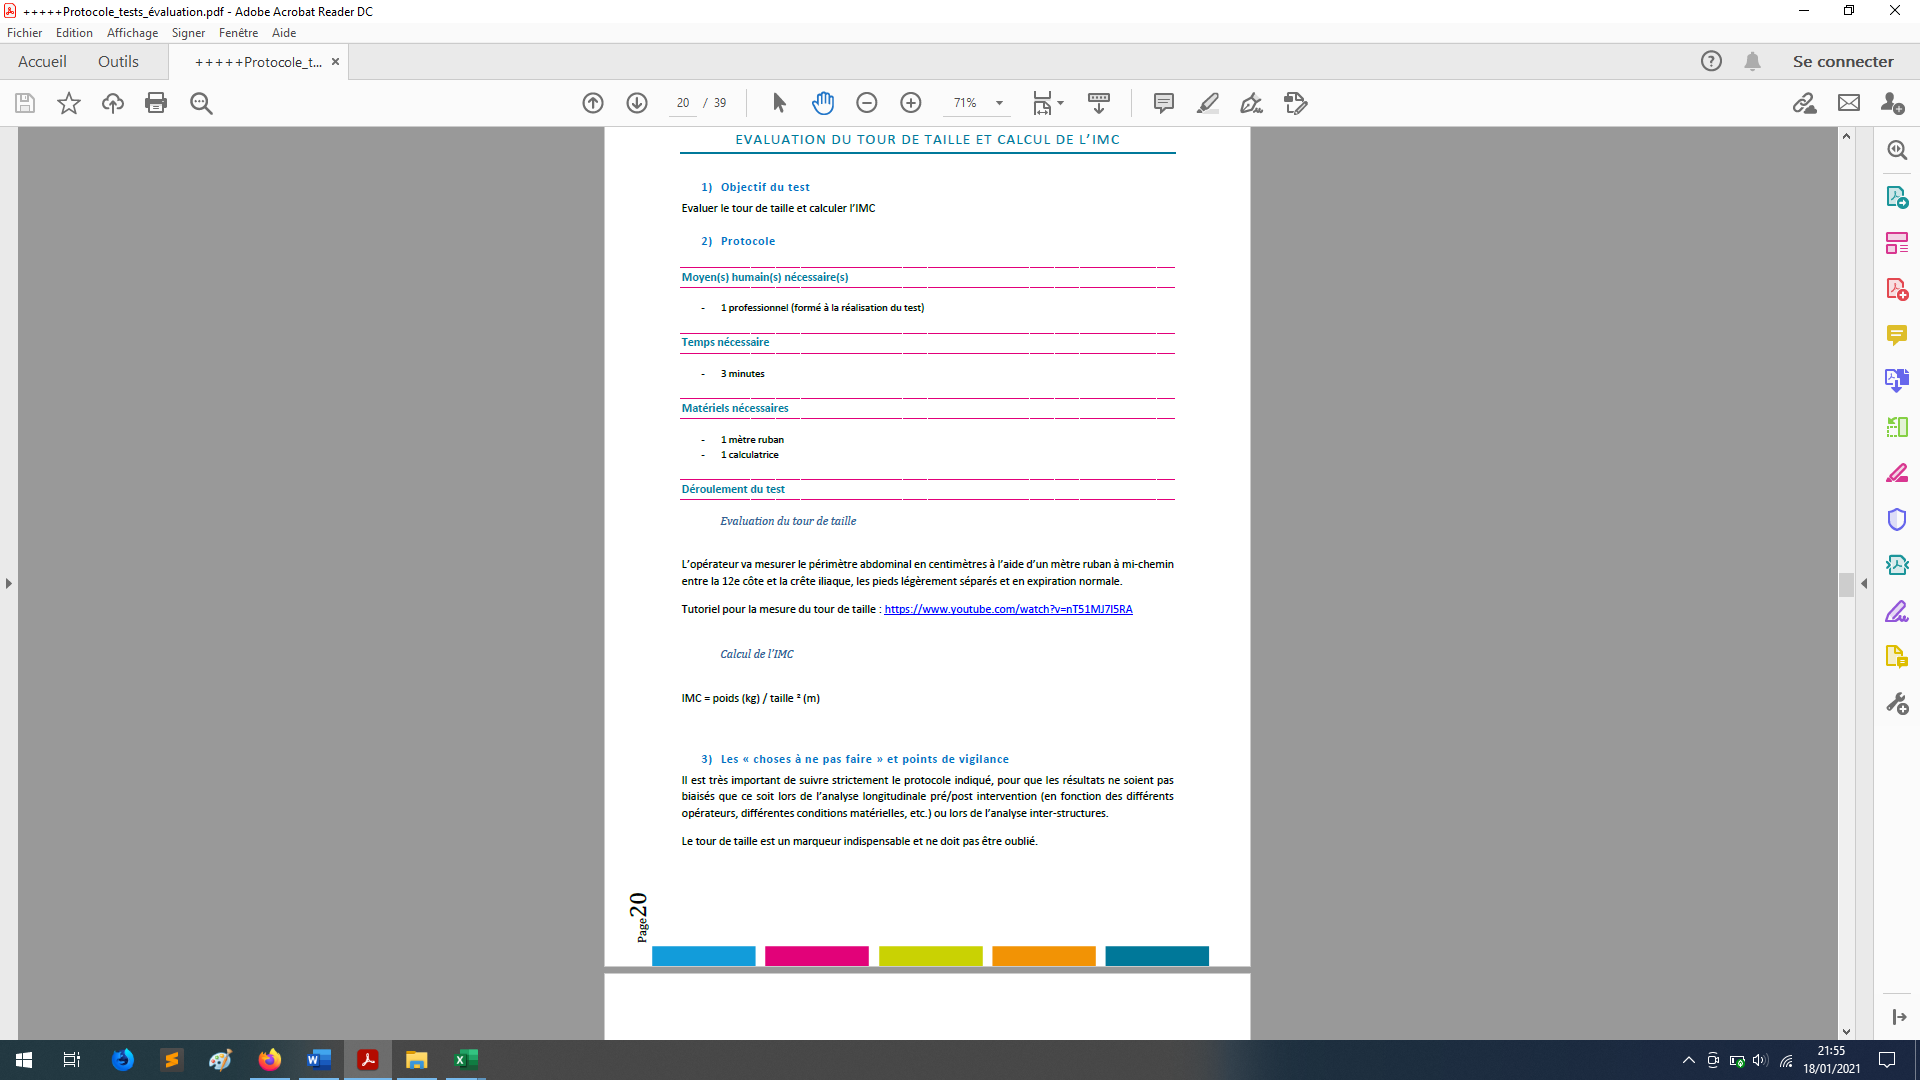 +++++Protocole_tests_évaluation.pdf - Adobe Acrobat Reader DC
Fichier Edition Affichage Signer Fenêtre Aide
Accueil Outils +++++Protocole_t... × Se connecter
20 / 39 71%
EVALUATION DU TOUR DE TAILLE ET CALCUL DE L’IMC
1) Objectif du test
Evaluer le tour de taille et calculer l’IMC
2) Protocole
Moyen(s) humain(s) nécessaire(s)
- 1 professionnel (formé à la réalisation du test)
Temps nécessaire
- 3 minutes
Matériels nécessaires
- 1 mètre ruban
- 1 calculatrice
Déroulement du test
Evaluation du tour de taille
L’opérateur va mesurer le périmètre abdominal en centimètres à l’aide d’un mètre ruban à mi-chemin
entre la 12e côte et la crête iliaque, les pieds légèrement séparés et en expiration normale.
Tutoriel pour la mesure du tour de taille : https://www.youtube.com/watch?v=nT51MJ7I5RA
Calcul de l’IMC
IMC = poids (kg) / taille ² (m)
3) Les « choses à ne pas faire » et points de vigilance
Il est très important de suivre strictement le protocole indiqué, pour que les résultats ne soient pas
biaisés que ce soit lors de l’analyse longitudinale pré/post intervention (en fonction des différents
opérateurs, différentes conditions matérielles, etc.) ou lors de l’analyse inter-structures.
Le tour de taille est un marqueur indispensable et ne doit pas être oublié.
Page20
21:55
18/01/2021